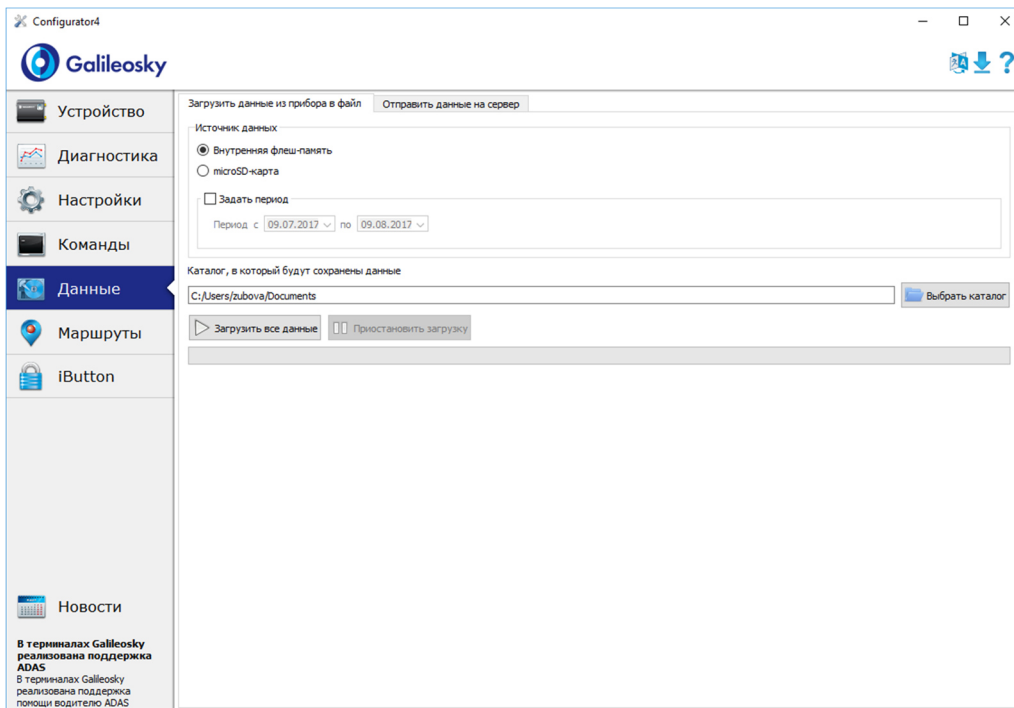 Configurator4
Galileosky
Устройство
Диагностика
Настройки
Команды
Данные
Маршруты
iButton
Новости
В терминалах Galileosky
реализована поддержка
ADAS
В терминалах Galileosky
реализована поддержка
помощи водителю ADAS
Загрузить данные из прибора в файл Отправить данные на сервер
Источник данных
Внутренняя флеш-память
microSD-карта
Задать период
Период с 09.07.2017 по 09.08.2017
Каталог, в который будут сохранены данные
C:/Users/zubova/Documents Выбрать каталог
Загрузить все данные Приостановить загрузку